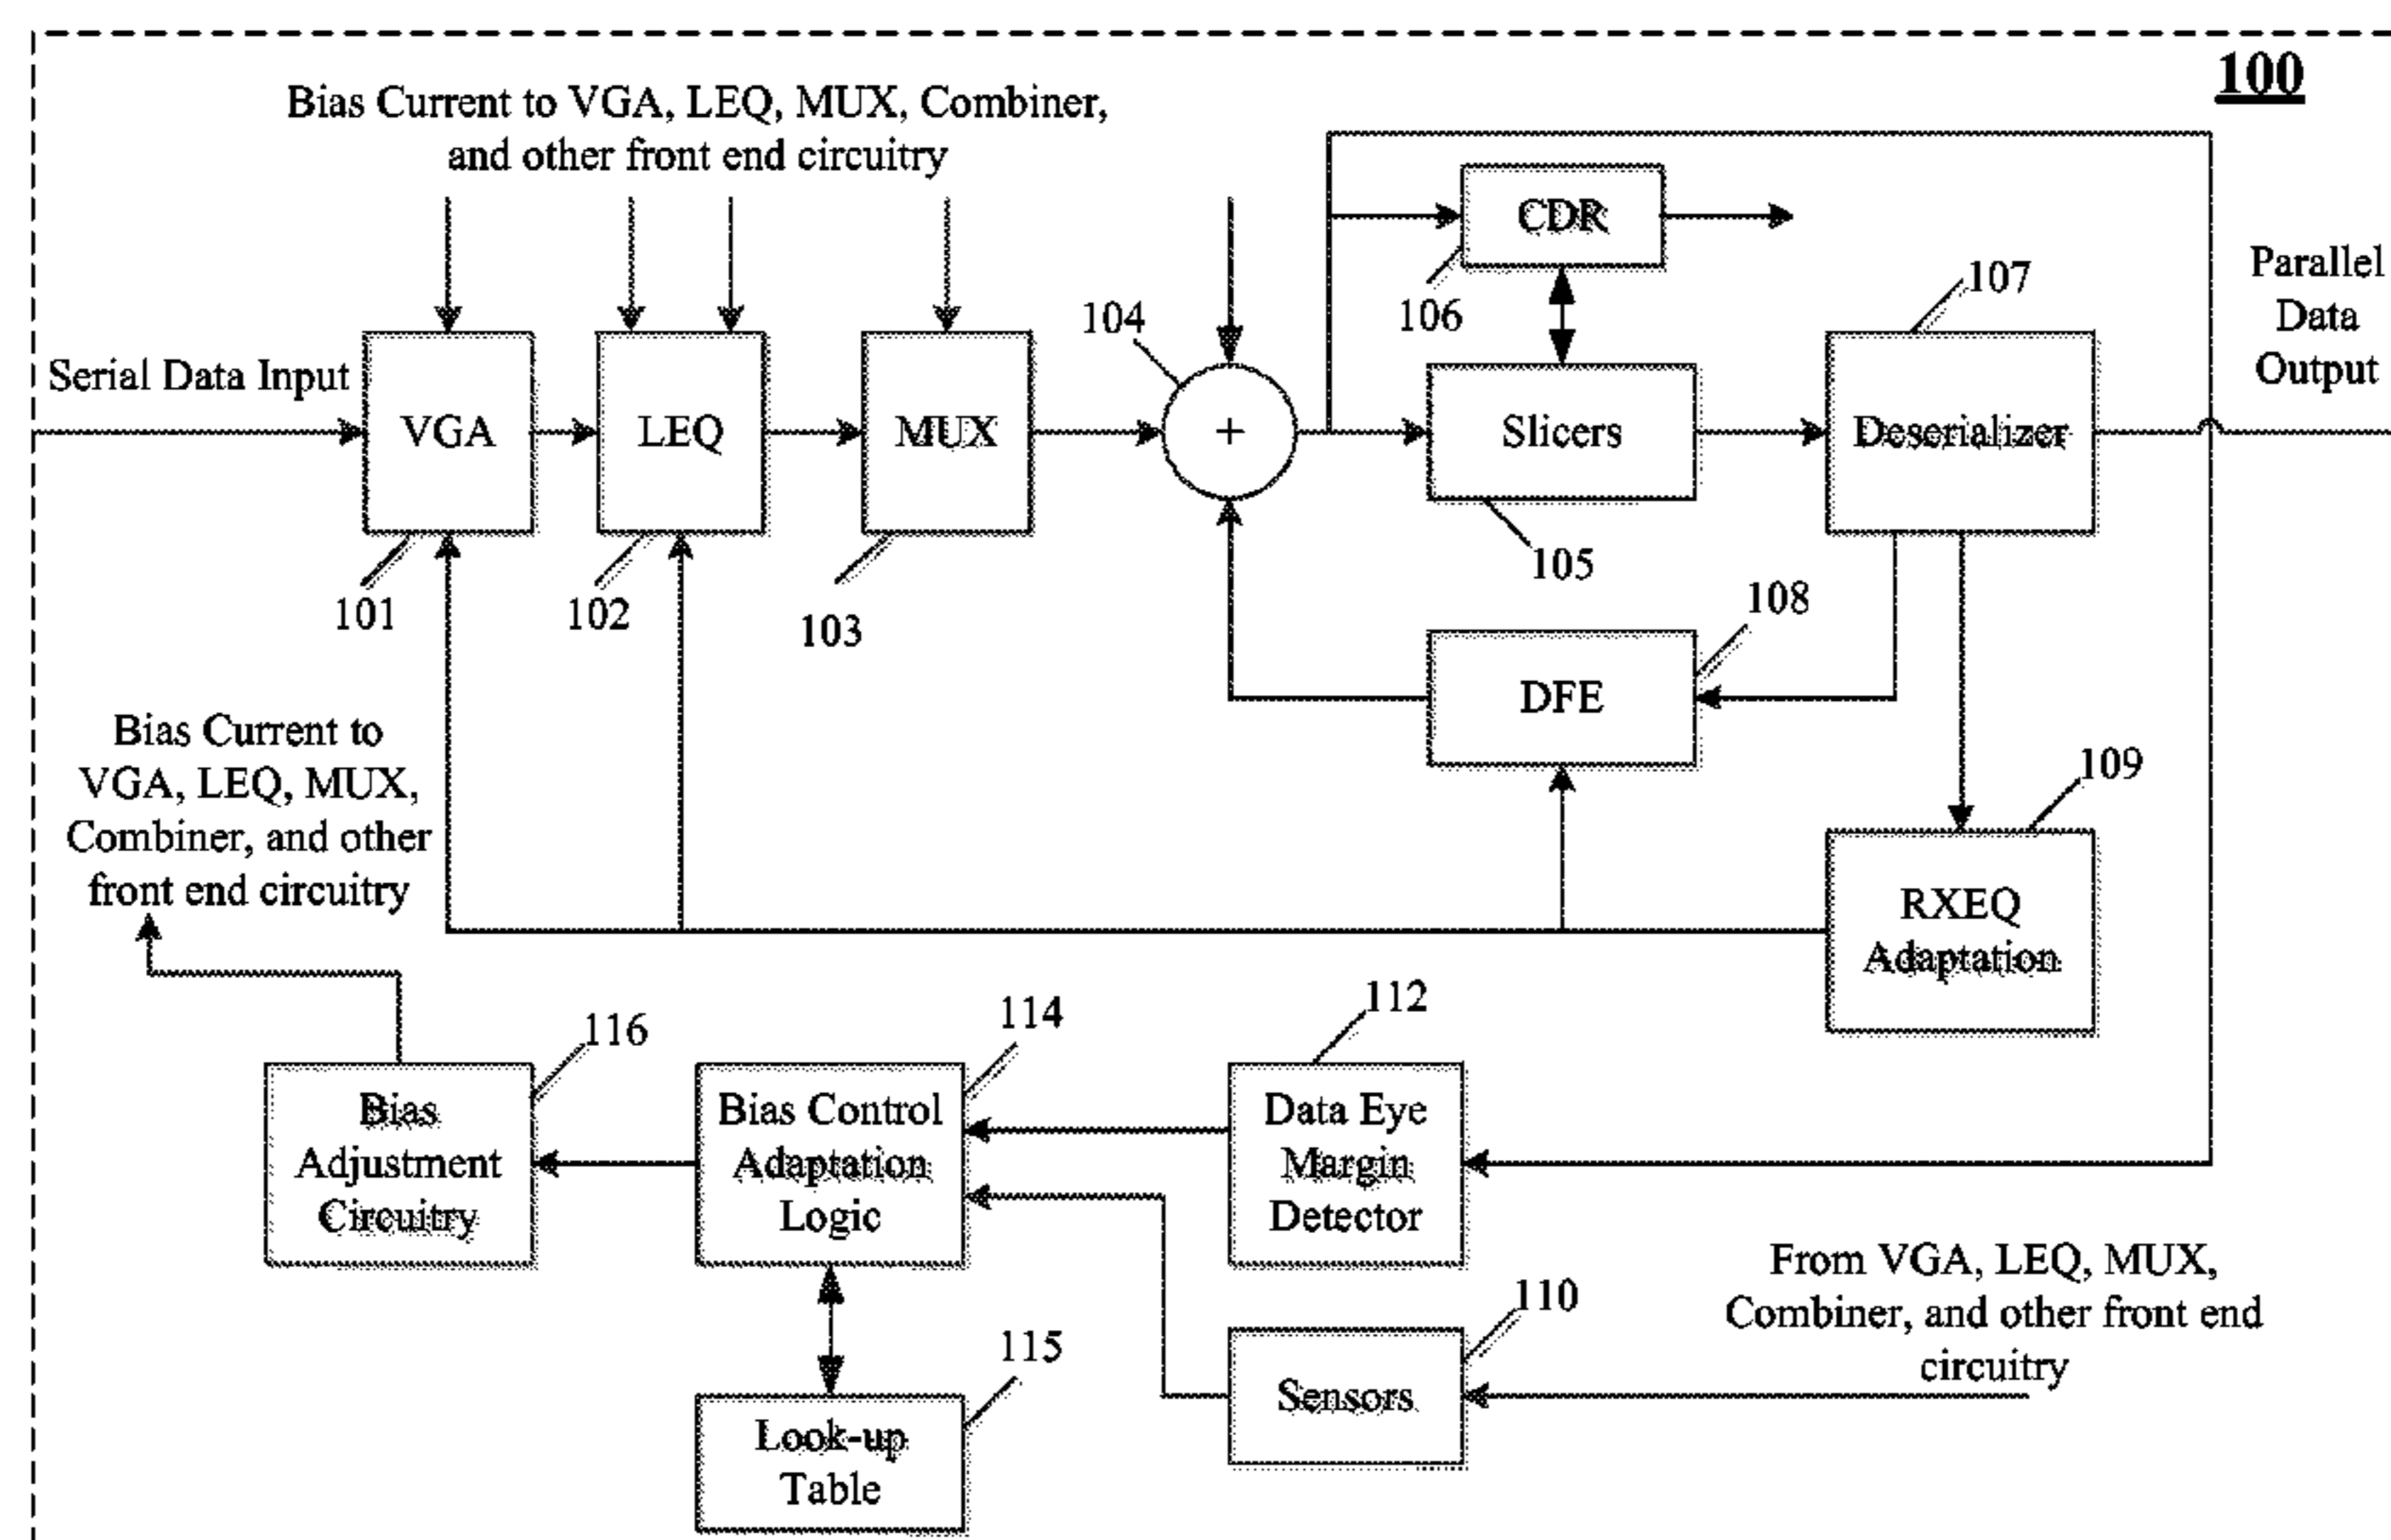 100
Bias Current to VGA, LEQ, MUX, Combiner,
and other front end circuitry
CDR
106
107
Parallel
Data
Output
104
Serial Data Input
VGA
LEQ
MUX
+
Slicers
Deserializer
101
102
103
105
108
DFE
Bias Current to
VGA, LEQ, MUX,
Combiner, and other
front end circuitry
109
RXEQ
Adaptation
116
114
112
Bias
Adjustment
Circuitry
Bias Control
Adaptation
Logic
Data Eye
Margin
Detector
From VGA, LEQ, MUX,
Combiner, and other front end
circuitry
110
115
Sensors
Look-up
Table